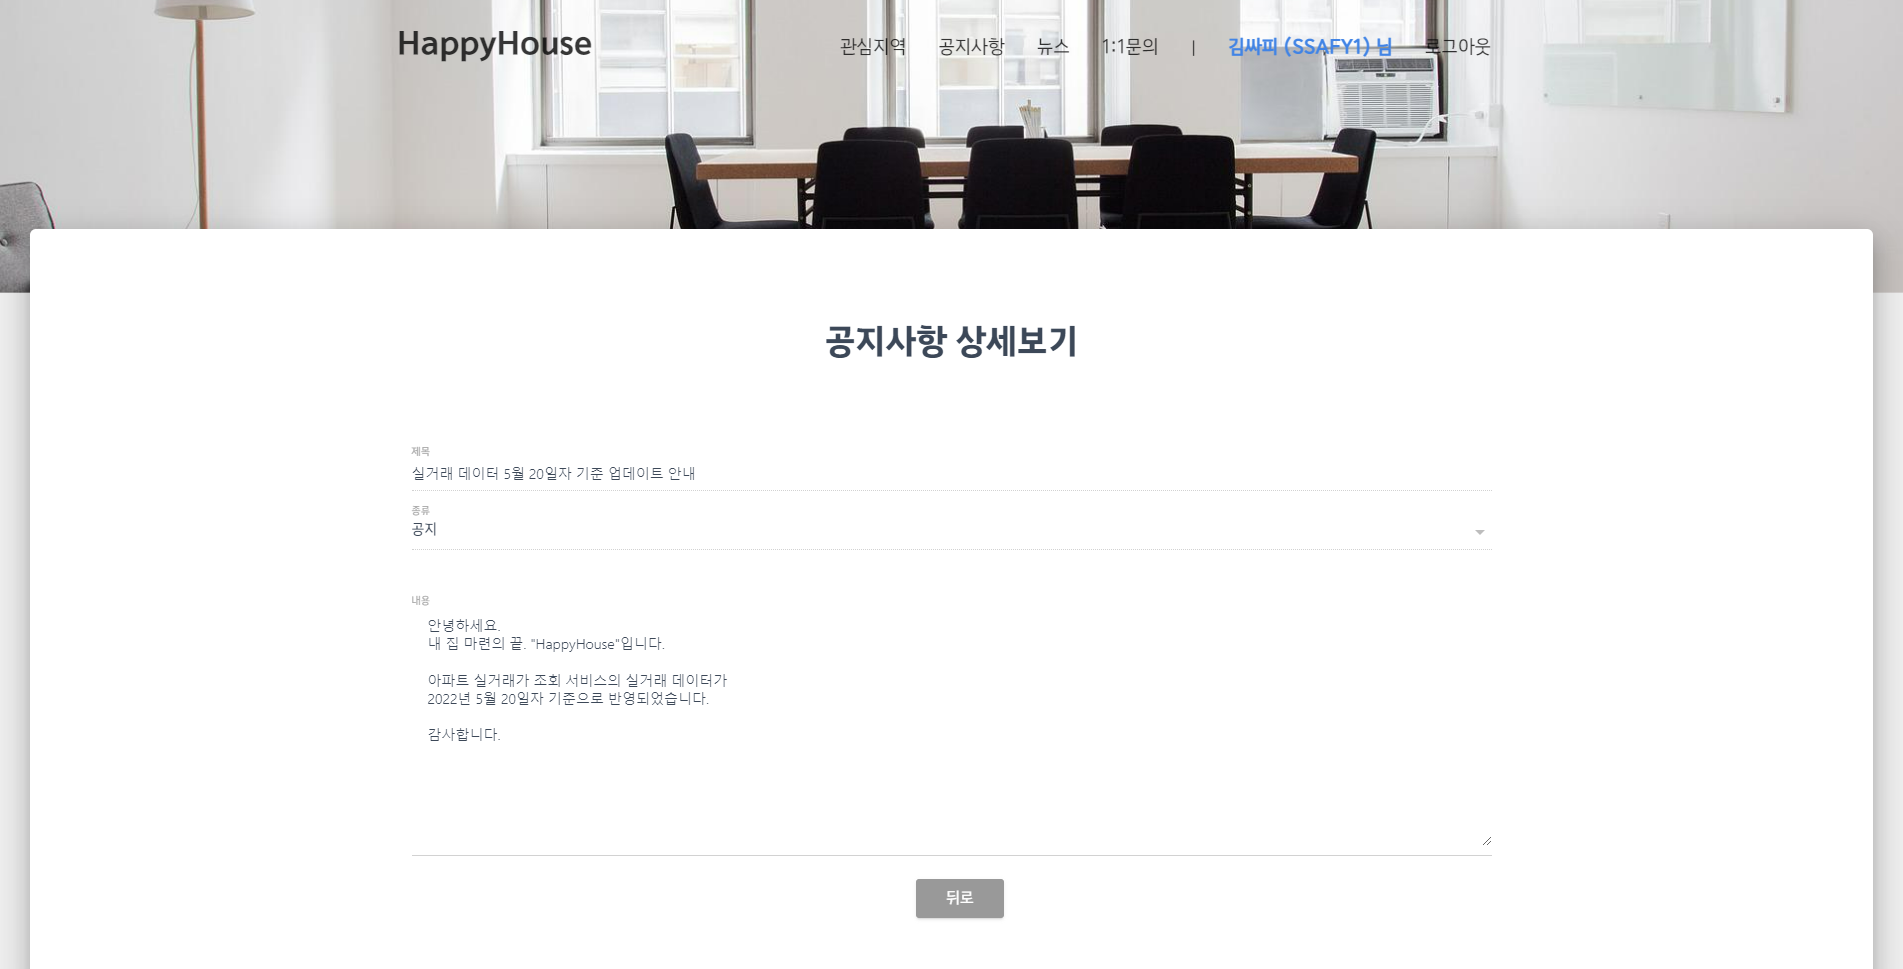 HappyHouse
관심지역 공지사항 뉴스 1:1문의 | 김싸피 (SSAFY1) 님 로그아웃
공지사항 상세보기
제목
실거래 데이터 5월 20일자 기준 업데이트 안내
종류
공지
내용
안녕하세요.
내 집 마련의 끝. "HappyHouse"입니다.
아파트 실거래가 조회 서비스의 실거래 데이터가
2022년 5월 20일자 기준으로 반영되었습니다.
감사합니다.
뒤로